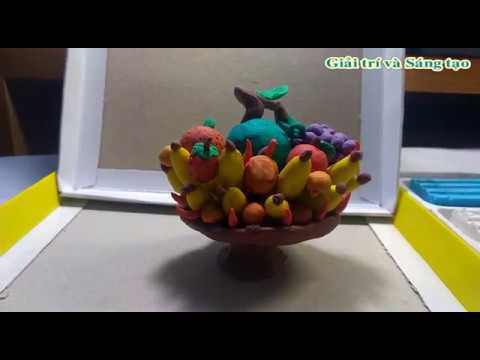 Giải trí và Sáng tạo